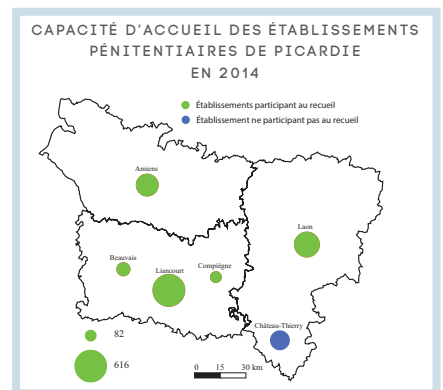 CAPACITÉ D'ACCUEIL DES ÉTABLISSEMENTS
PÉNITENTIAIRES DE PICARDIE
EN 2014
Établissements participant au recueil
Établissement ne participant pas au recueil
Amiens
Laon
Beauvais
Liancourt
Compiègne
Château-Thierry
82
616
0 15 30 km